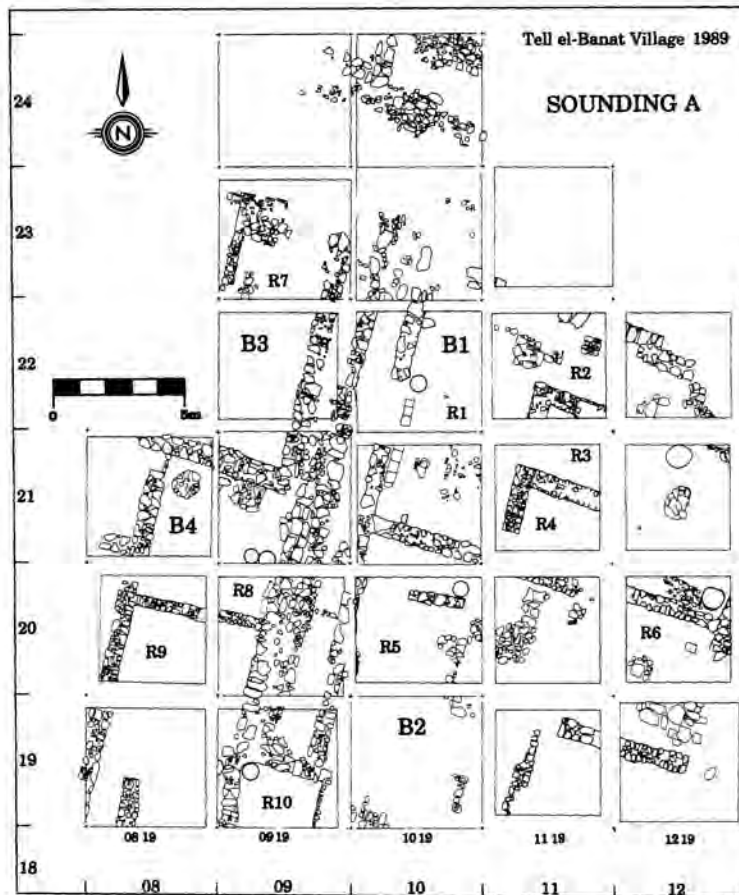 Tell el-Banat Village 1989
SOUNDING A
N
24
23
R7
22
B3
B1
R2
R1
0
5m
21
R3
B4
R4
20
R8
R9
R5
R6
19
B2
R10
08 19
09 19
10 19
11 19
12 19
18
08
09
10
11
12